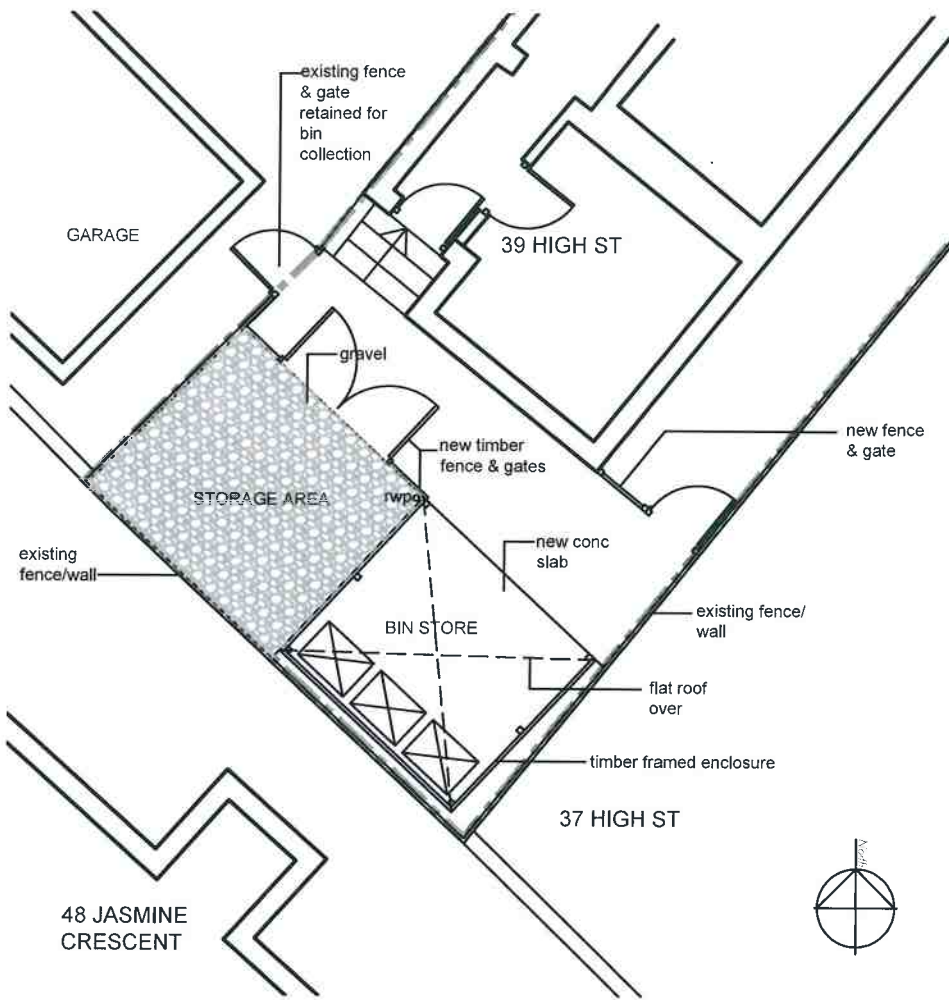 existing fence
& gate
retained for
bin
collection
GARAGE
39 HIGH ST
gravel
new timber
fence & gates
new fence
& gate
STORAGE AREA
rwp
existing
fence/wall
new conc
slab
existing fence/
wall
BIN STORE
flat roof
over
timber framed enclosure
37 HIGH ST
48 JASMINE
CRESCENT
North